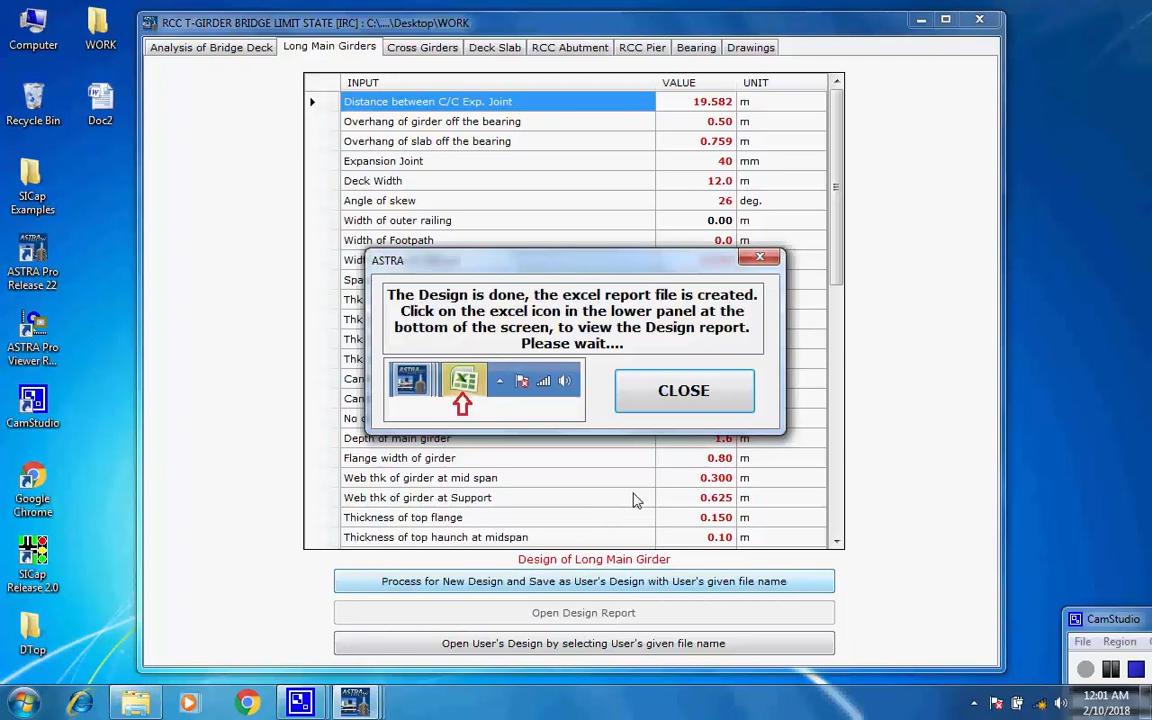 Computer
WORK
Recycle Bin
Doc2
SICap
Examples
ASTRA Pro
Release 22
ASTRA Pro
Viewer R...
CamStudio
Google
Chrome
SICap
Release 2.0
DTop
RCC T-GIRDER BRIDGE LIMIT STATE [IRC] : C:\....\Desktop\WORK
Analysis of Bridge Deck Long Main Girders Cross Girders Deck Slab RCC Abutment RCC Pier Bearing Drawings
INPUT VALUE UNIT
Distance between C/C Exp. Joint 19.582 m
Overhang of girder off the bearing 0.50 m
Overhang of slab off the bearing 0.759 m
Expansion Joint 40 mm
Deck Width 12.0 m
Angle of skew 26 deg.
Width of outer railing 0.00 m
Width of Footpath 0.0 m
Wid
Spa
Thk
Thk
Thk
Thk
Can
Can
No o
Depth of main girder 1.6 m
Flange width of girder 0.80 m
Web thk of girder at mid span 0.300 m
Web thk of girder at Support 0.625 m
Thickness of top flange 0.150 m
Thickness of top haunch at midspan 0.10 m
ASTRA
The Design is done, the excel report file is created.
Click on the excel icon in the lower panel at the
bottom of the screen, to view the Design report.
Please wait....
CLOSE
Design of Long Main Girder
Process for New Design and Save as User's Design with User's given file name
Open Design Report
Open User's Design by selecting User's given file name
CamStudio
File Region
12:01 AM
2/10/2018